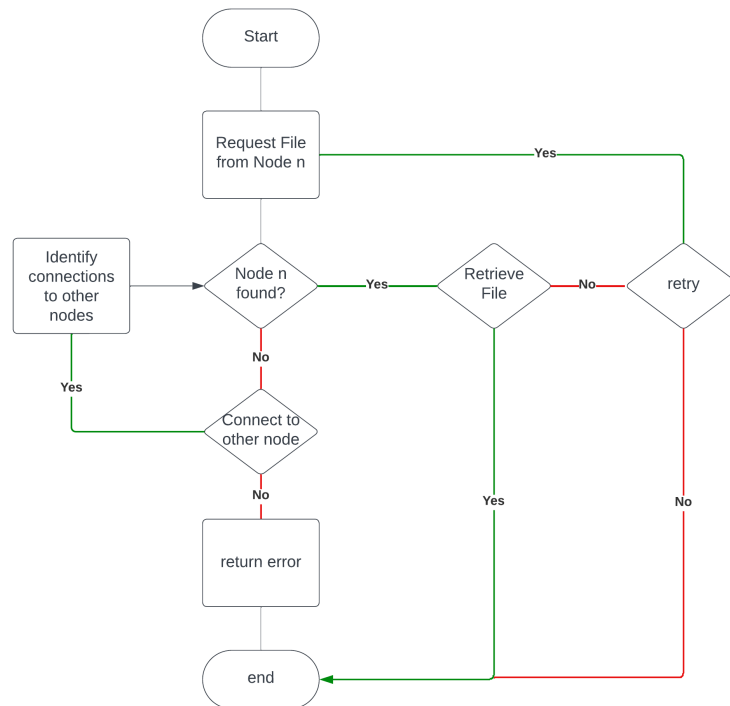 Start
Request File
from Node n
Yes
Identify
connections
to other
nodes
Node n
found?
Yes
Retrieve
File
No
retry
No
Yes
Connect to
other node
No
Yes
No
return error
end